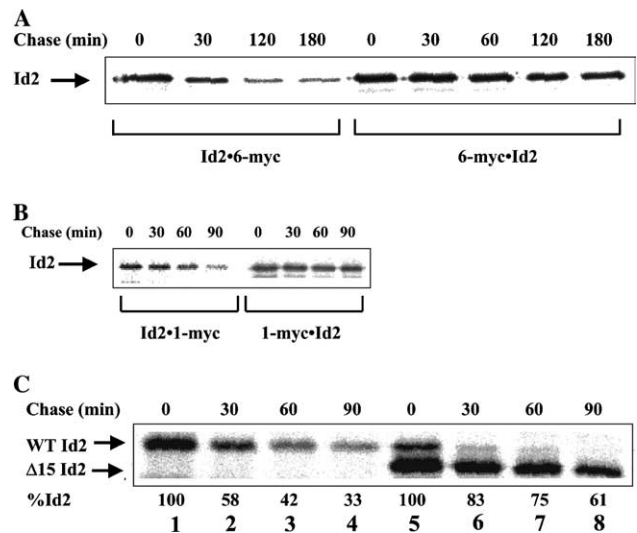 A
Chase (min) 0 30 120 180 0 30 60 120 180
Id2
Id2•6-myc 6-myc•Id2
B
Chase (min) 0 30 60 90 0 30 60 90
Id2
Id2•1-myc 1-myc•Id2
C
Chase (min) 0 30 60 90 0 30 60 90
WT Id2
Δ15 Id2
%Id2 100 58 42 33 100 83 75 61
1 2 3 4 5 6 7 8